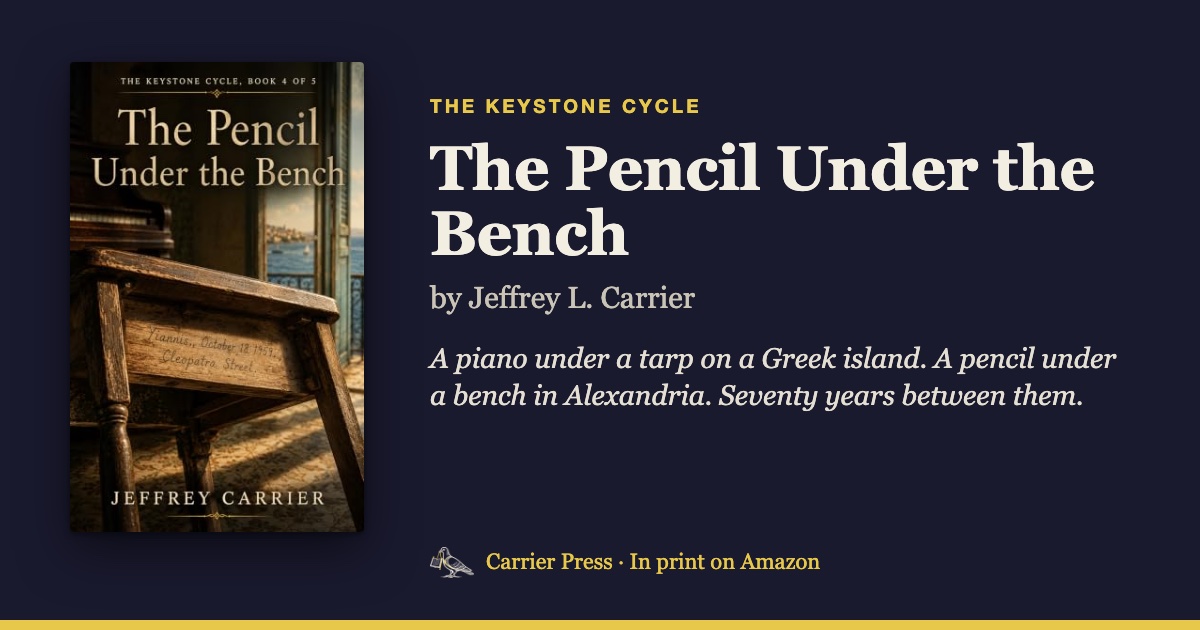 THE KEYSTONE CYCLE, BOOK 4 OF 5
The Pencil
Under the Bench
Yiannis, October 18 1959.
Cleopatra Street.
JEFFREY CARRIER
THE KEYSTONE CYCLE
The Pencil Under the
Bench
by Jeffrey L. Carrier
A piano under a tarp on a Greek island. A pencil under
a bench in Alexandria. Seventy years between them.
Carrier Press · In print on Amazon